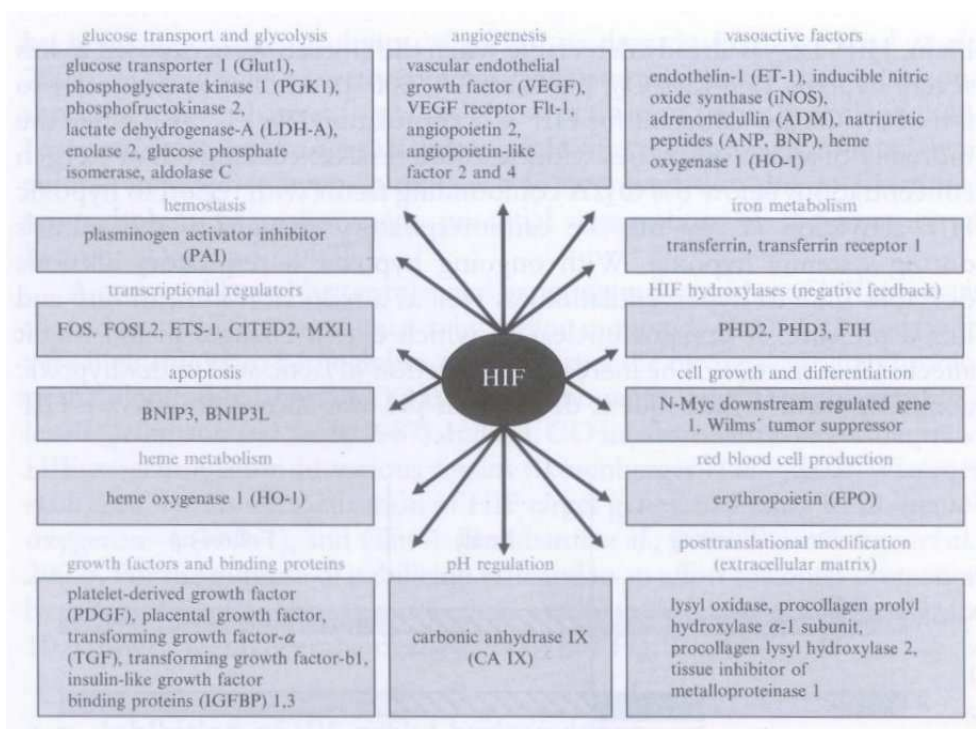 glucose transport and glycolysis
glucose transporter 1 (Glut1),
phosphoglycerate kinase 1 (PGK1),
phosphofructokinase 2,
lactate dehydrogenase-A (LDH-A),
enolase 2, glucose phosphate
isomerase, aldolase C
angiogenesis
vascular endothelial
growth factor (VEGF),
VEGF receptor Flt-1,
angiopoietin 2,
angiopoietin-like
factor 2 and 4
vasoactive factors
endothelin-1 (ET-1), inducible nitric
oxide synthase (iNOS),
adrenomedullin (ADM), natriuretic
peptides (ANP, BNP), heme
oxygenase 1 (HO-1)
hemostasis
plasminogen activator inhibitor
(PAI)
iron metabolism
transferrin, transferrin receptor 1
transcriptional regulators
FOS, FOSL2, ETS-1, CITED2, MXI1
HIF hydroxylases (negative feedback)
PHD2, PHD3, FIH
HIF
apoptosis
BNIP3, BNIP3L
cell growth and differentiation
N-Myc downstream regulated gene
1, Wilms´ tumor suppressor
heme metabolism
heme oxygenase 1 (HO-1)
red blood cell production
erythropoietin (EPO)
growth factors and binding proteins
platelet-derived growth factor
(PDGF), placental growth factor,
transforming growth factor-α
(TGF), transforming growth factor-b1,
insulin-like growth factor
binding proteins (IGFBP) 1,3
pH regulation
carbonic anhydrase IX
(CA IX)
posttranslational modification
(extracellular matrix)
lysyl oxidase, procollagen prolyl
hydroxylase α-1 subunit,
procollagen lysyl hydroxylase 2,
tissue inhibitor of
metalloproteinase 1